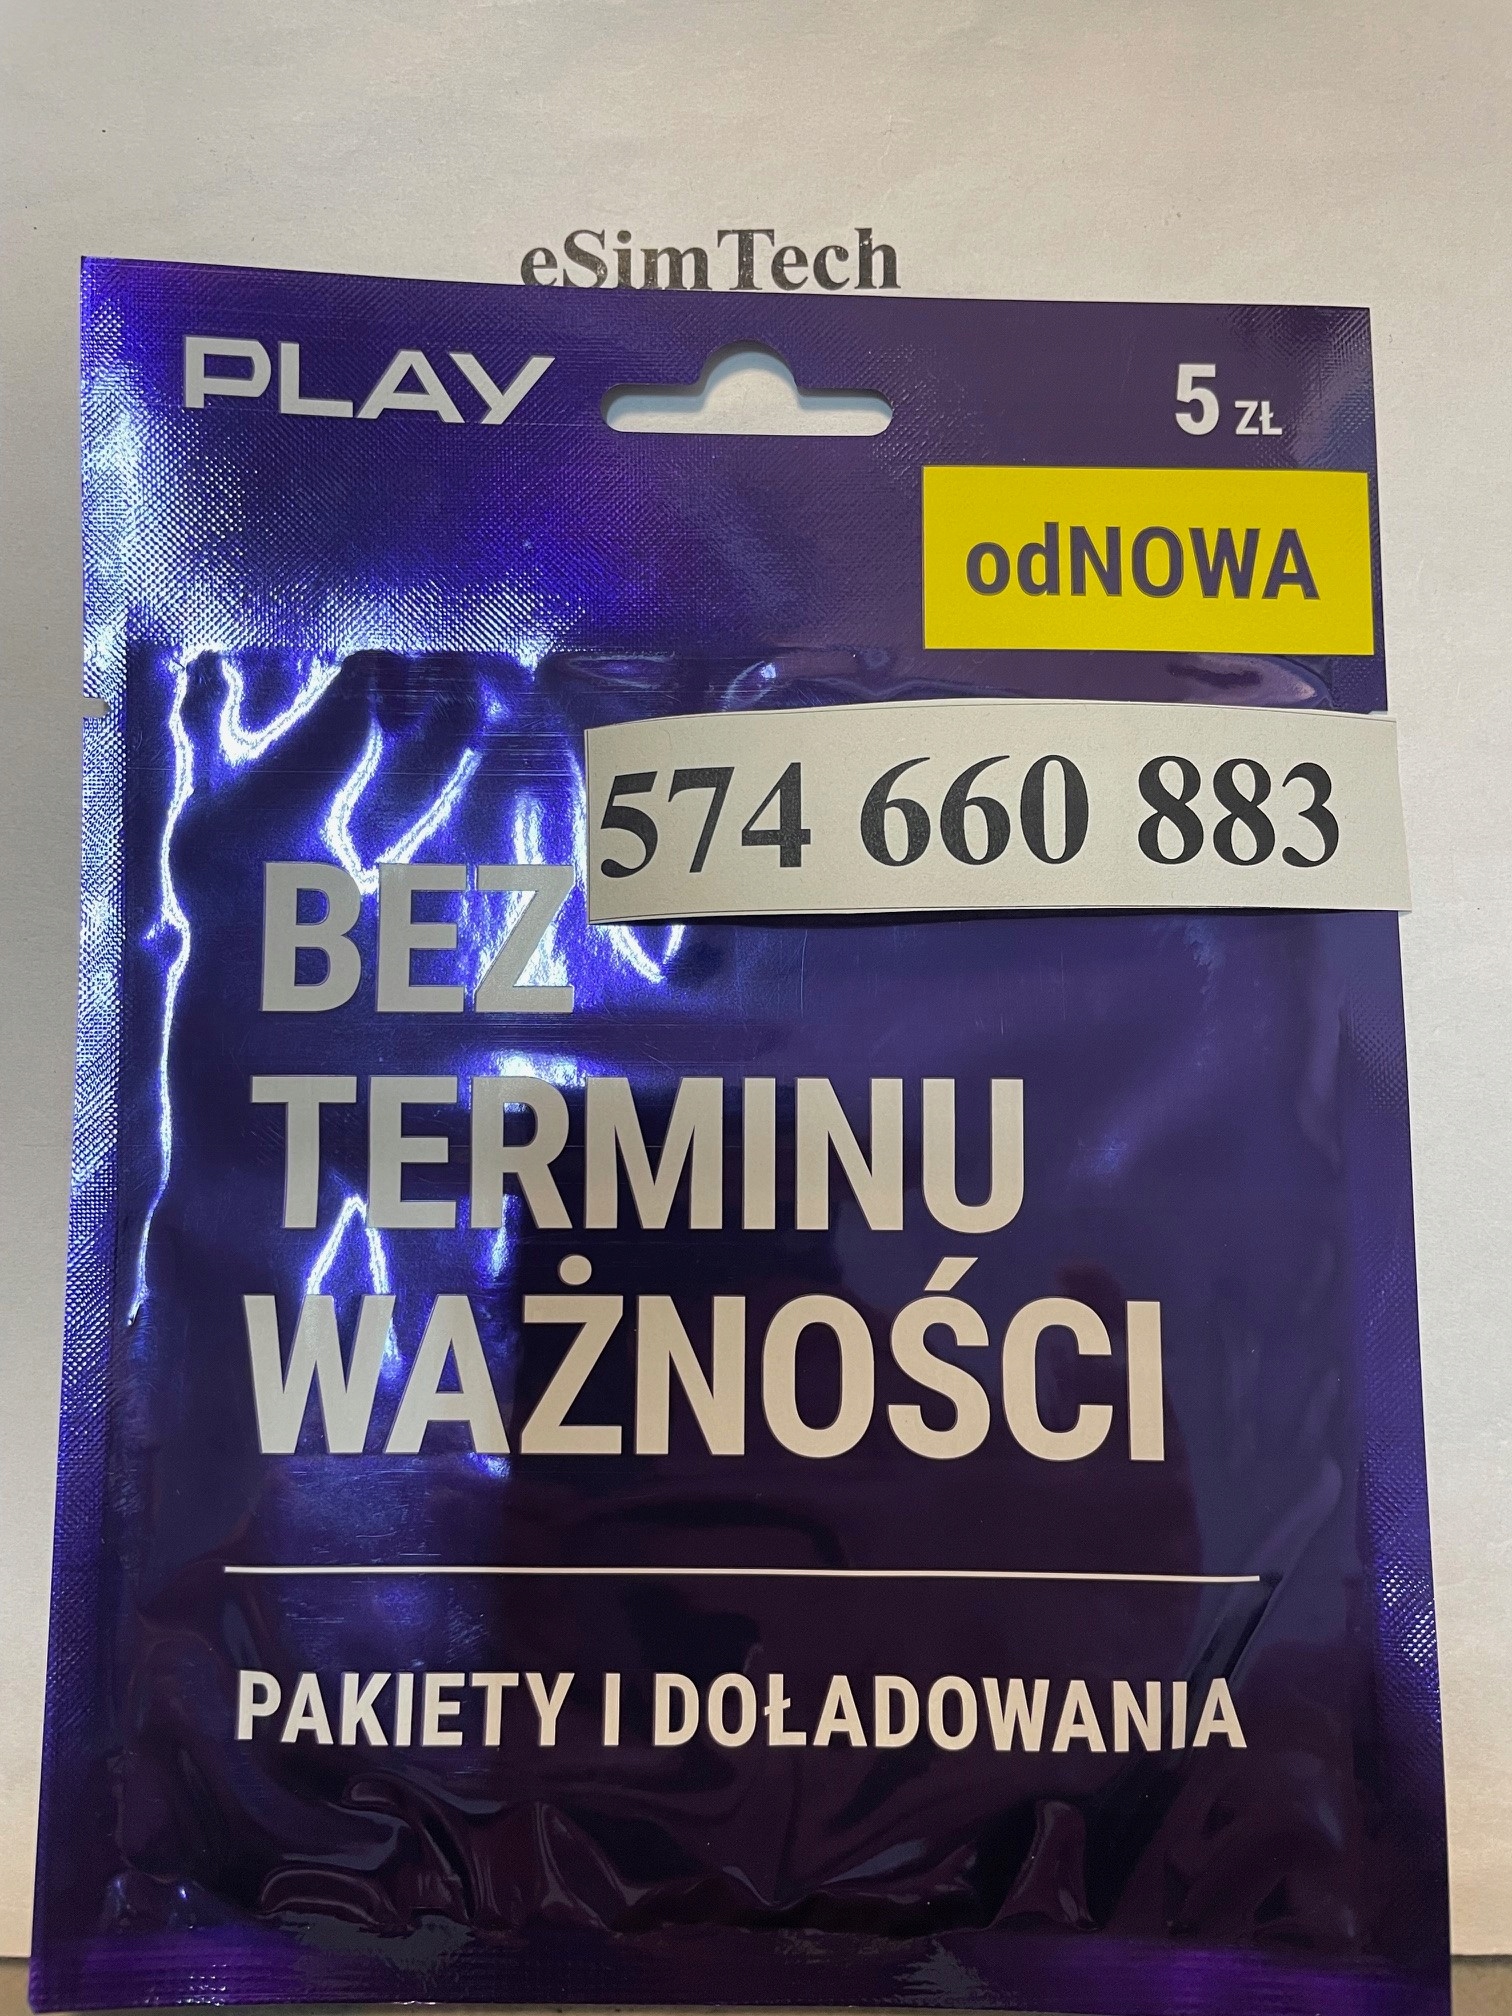 eSimTech
PLAY
5 ZŁ
odNOWA
574 660 883
BEZ
TERMINU
WAŻNOŚCI
PAKIETY I DOŁADOWANIA